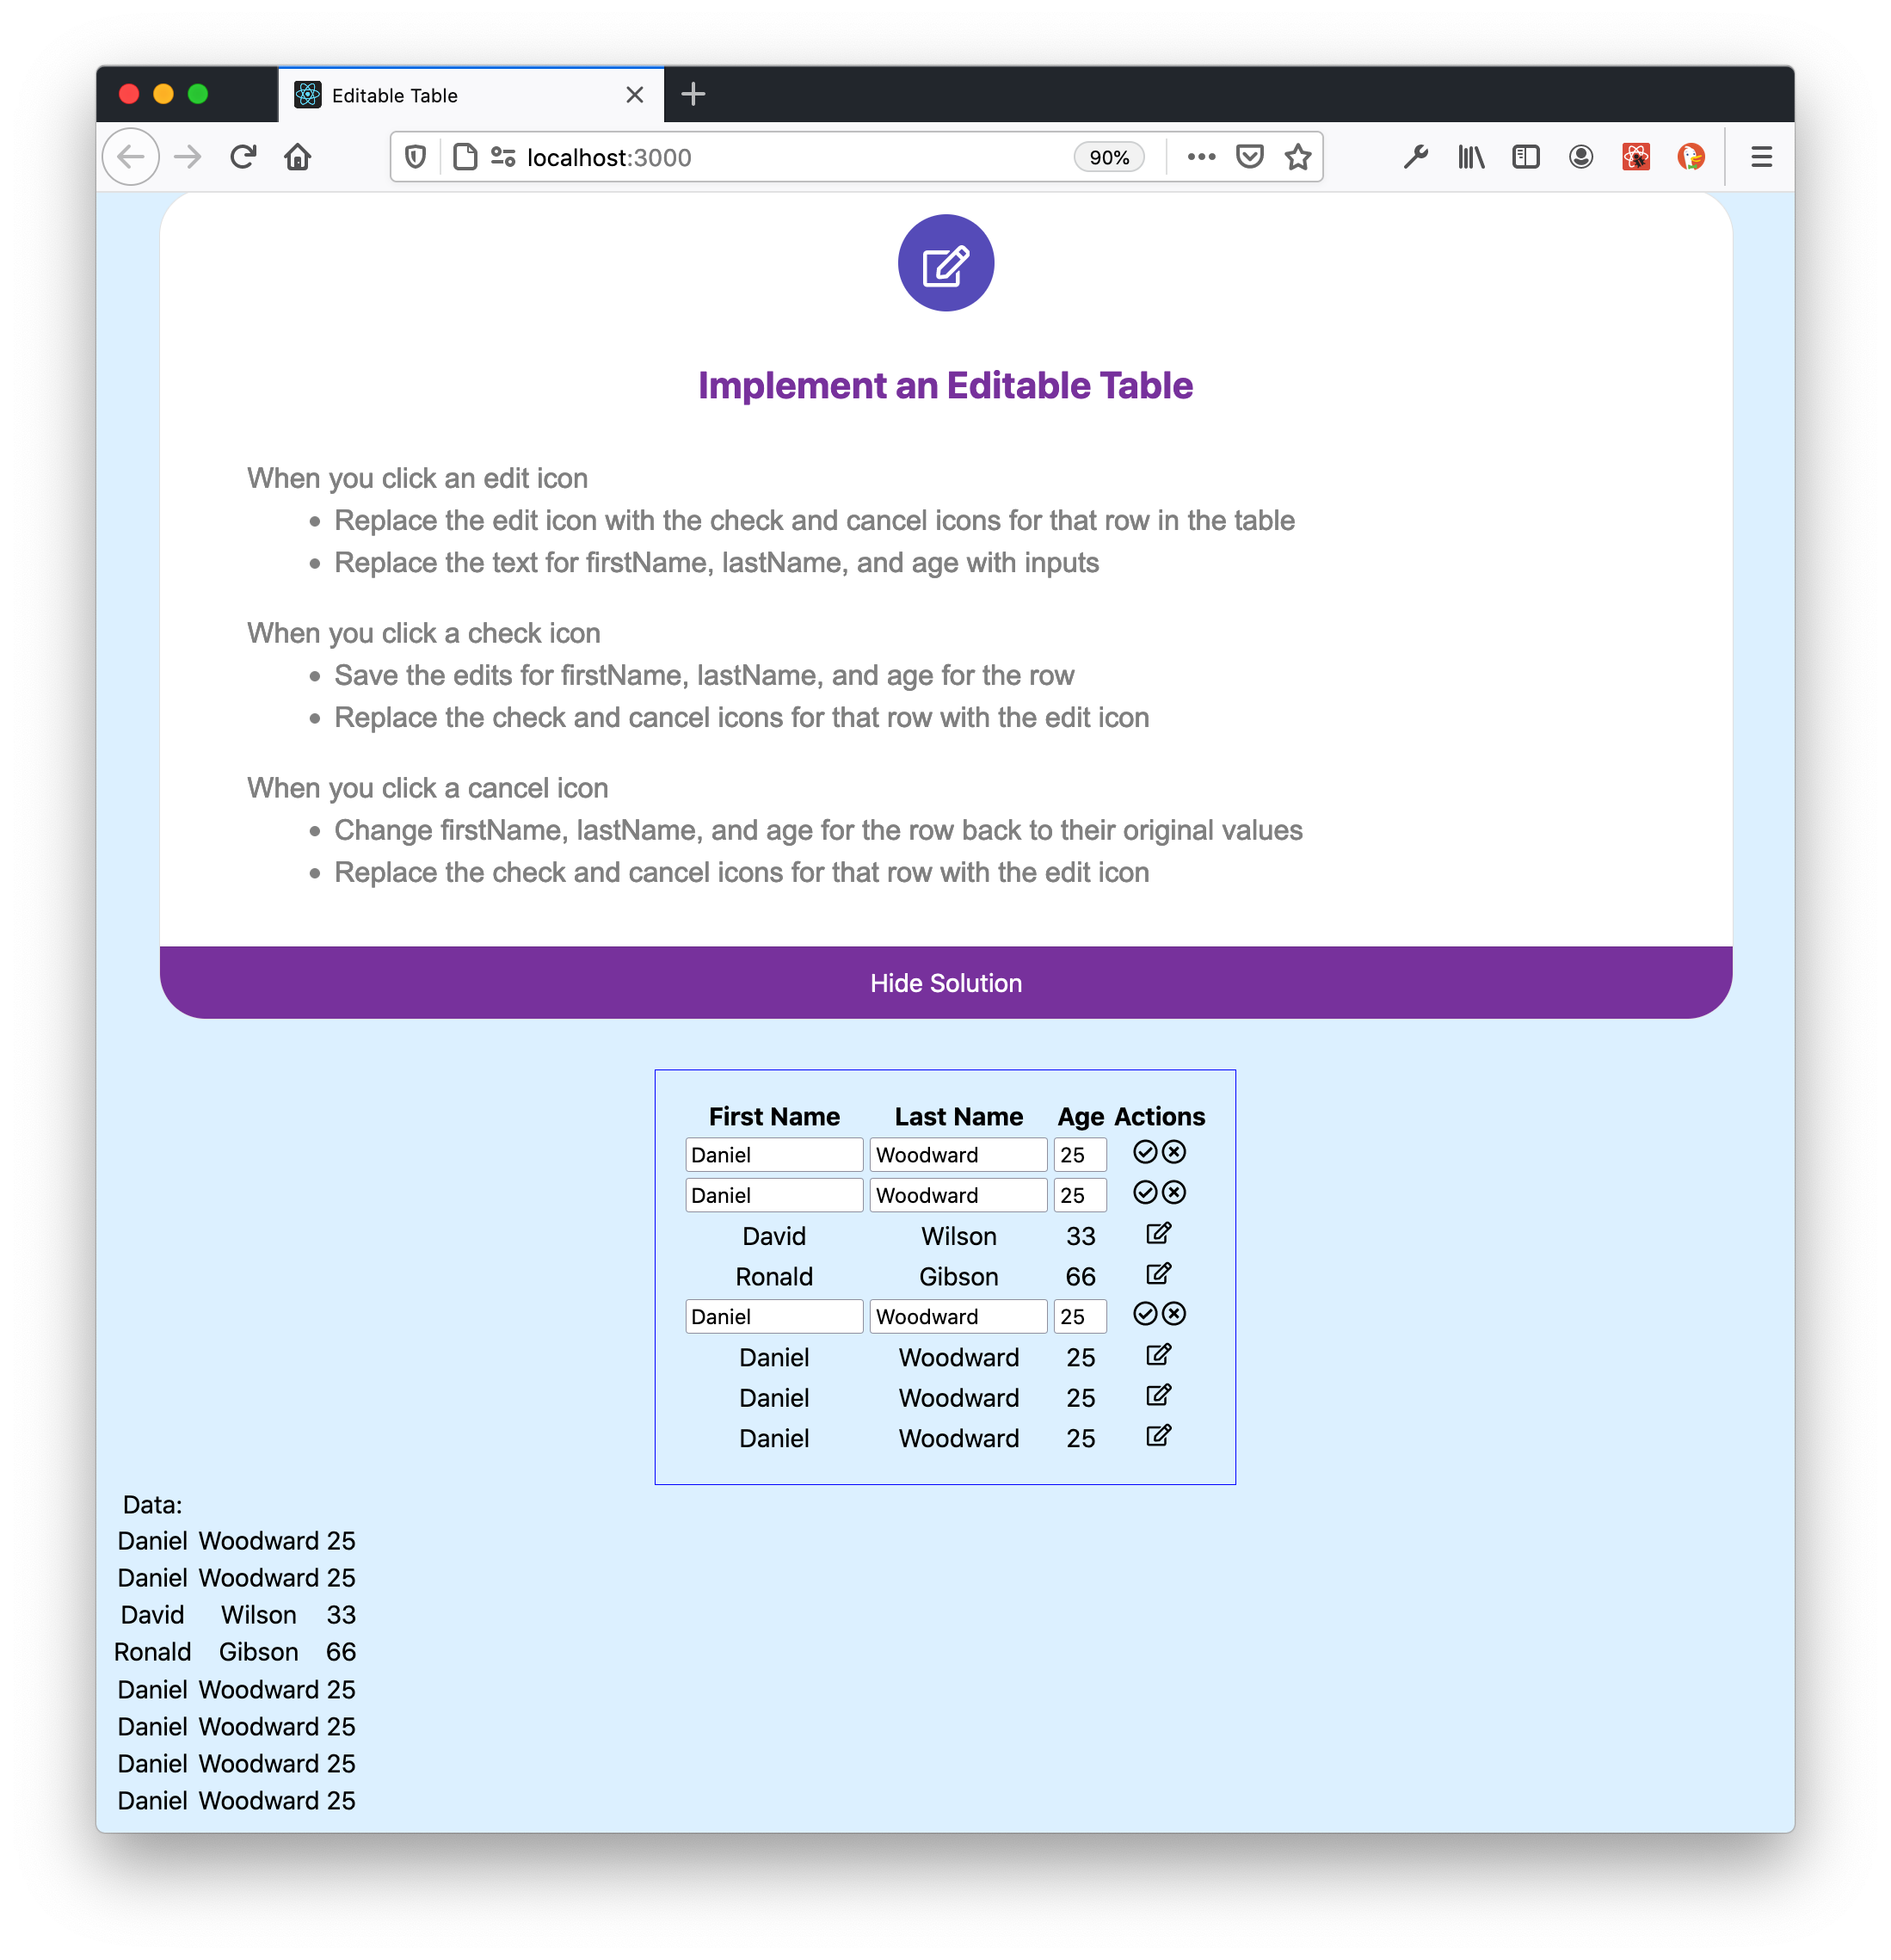 Editable Table
localhost:3000
90%
Implement an Editable Table
When you click an edit icon
• Replace the edit icon with the check and cancel icons for that row in the table
• Replace the text for firstName, lastName, and age with inputs
When you click a check icon
• Save the edits for firstName, lastName, and age for the row
• Replace the check and cancel icons for that row with the edit icon
When you click a cancel icon
• Change firstName, lastName, and age for the row back to their original values
• Replace the check and cancel icons for that row with the edit icon
Hide Solution
First Name Last Name Age Actions
Daniel Woodward 25
Daniel Woodward 25
David Wilson 33
Ronald Gibson 66
Daniel Woodward 25
Daniel Woodward 25
Daniel Woodward 25
Daniel Woodward 25
Data:
Daniel Woodward 25
Daniel Woodward 25
David Wilson 33
Ronald Gibson 66
Daniel Woodward 25
Daniel Woodward 25
Daniel Woodward 25
Daniel Woodward 25